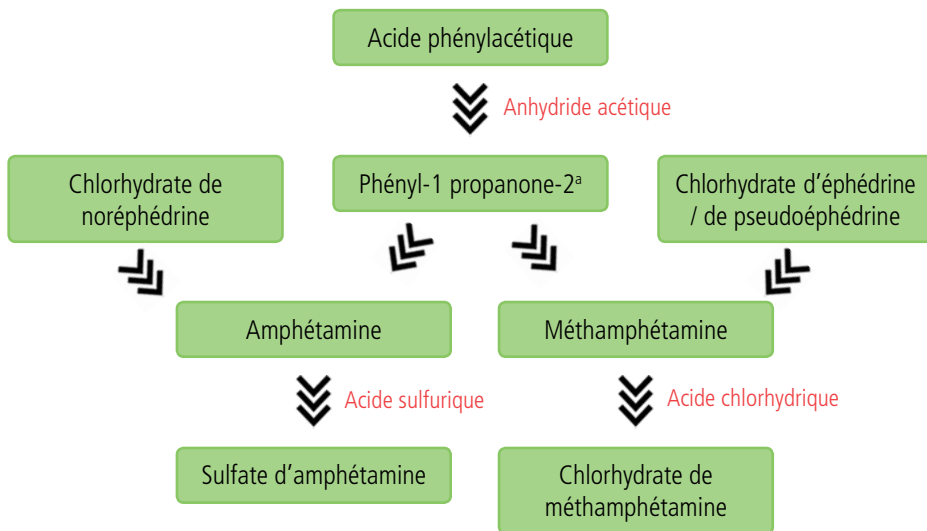 Acide phénylacétique
Anhydride acétique
Chlorhydrate de
noréphédrine
Phényl-1 propanone-2ª
Chlorhydrate d'éphédrine
/ de pseudoéphédrine
Amphétamine
Méthamphétamine
Acide sulfurique
Acide chlorhydrique
Sulfate d'amphétamine
Chlorhydrate de
méthamphétamine